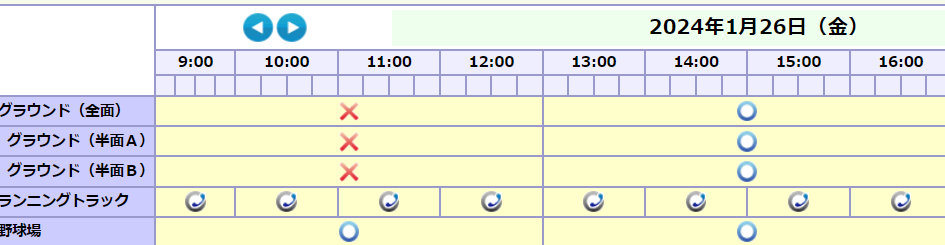 2024年1月26日（金）
9:00 10:00 11:00 12:00 13:00 14:00 15:00 16:00
グラウンド（全面）
グラウンド（半面Ａ）
グラウンド（半面Ｂ）
ランニングトラック
野球場